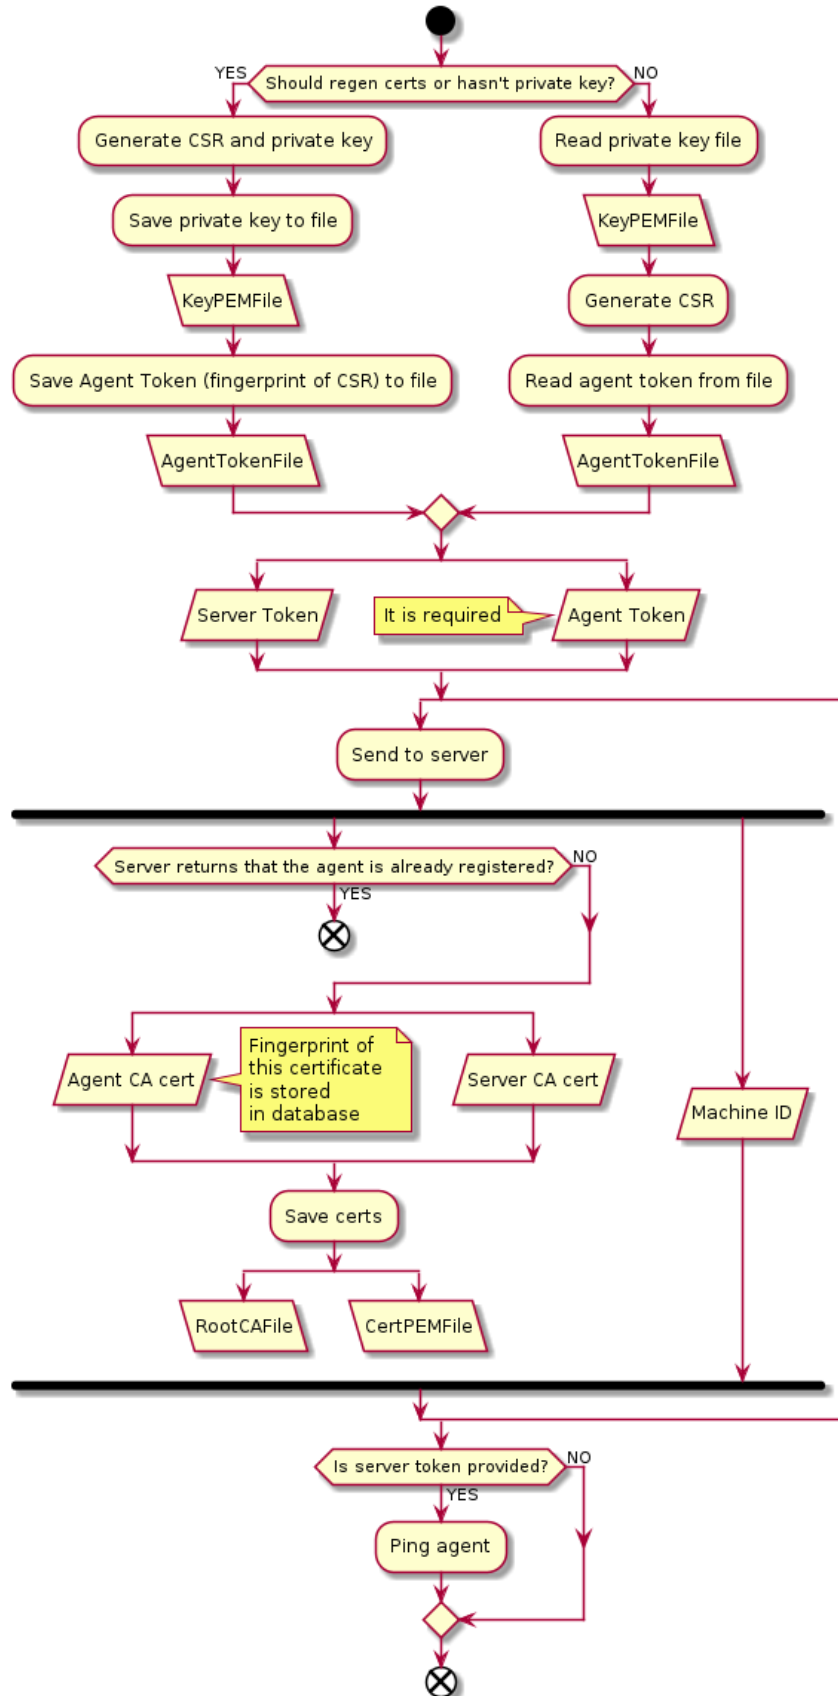 YES
Should regen certs or hasn't private key?
NO
Generate CSR and private key
Read private key file
Save private key to file
KeyPEMFile
KeyPEMFile
Generate CSR
Save Agent Token (fingerprint of CSR) to file
Read agent token from file
AgentTokenFile
AgentTokenFile
Server Token
It is required
Agent Token
Send to server
Server returns that the agent is already registered?
NO
YES
Agent CA cert
Fingerprint of
this certificate
is stored
in database
Server CA cert
Machine ID
Save certs
RootCAFile
CertPEMFile
Is server token provided?
NO
YES
Ping agent